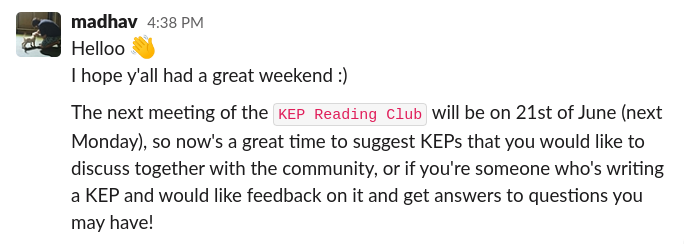 madhav 4:38 PM
Helloo 👋
I hope y'all had a great weekend :)
The next meeting of the KEP Reading Club will be on 21st of June (next
Monday), so now's a great time to suggest KEPs that you would like to
discuss together with the community, or if you're someone who's writing
a KEP and would like feedback on it and get answers to questions you
may have!